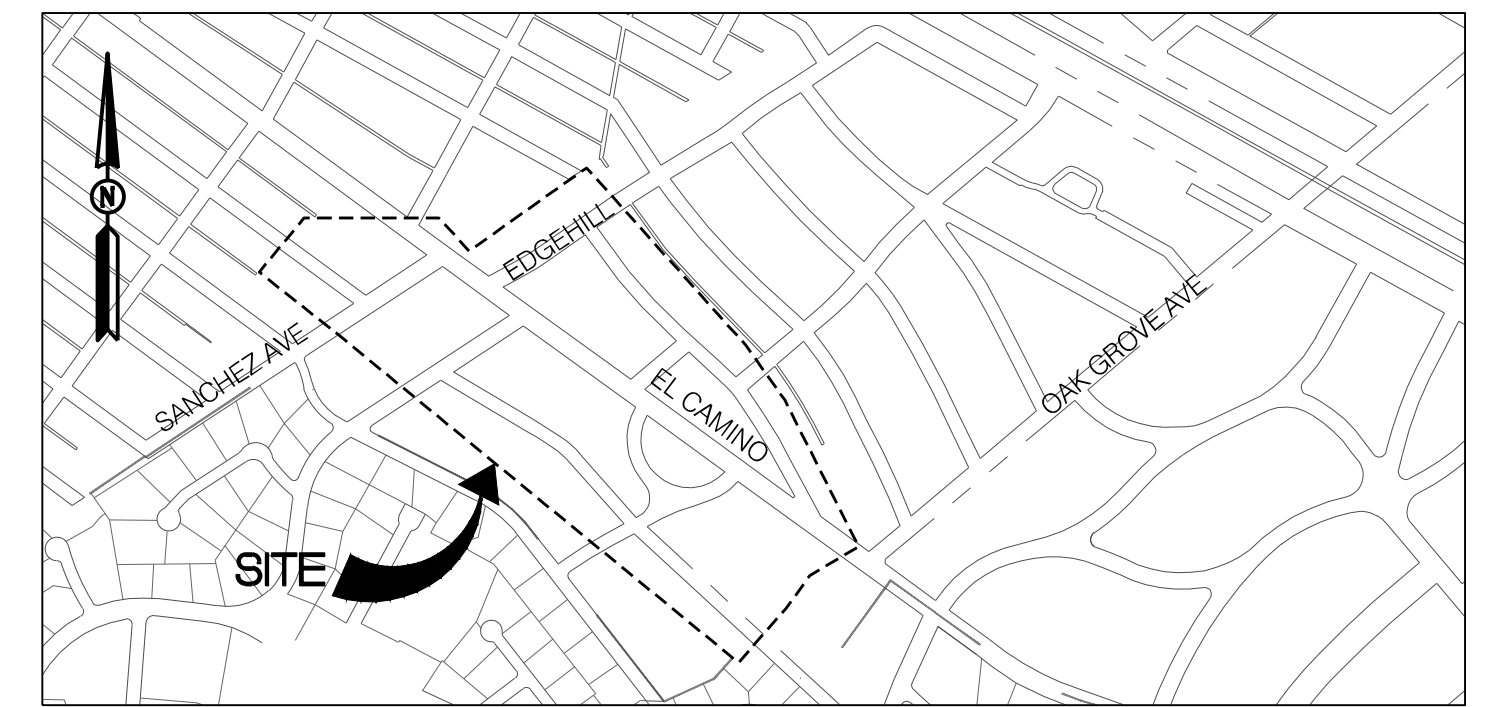 N
EDGEHILL
SANCHEZ AVE
OAK GROVE AVE
EL CAMINO
SITE